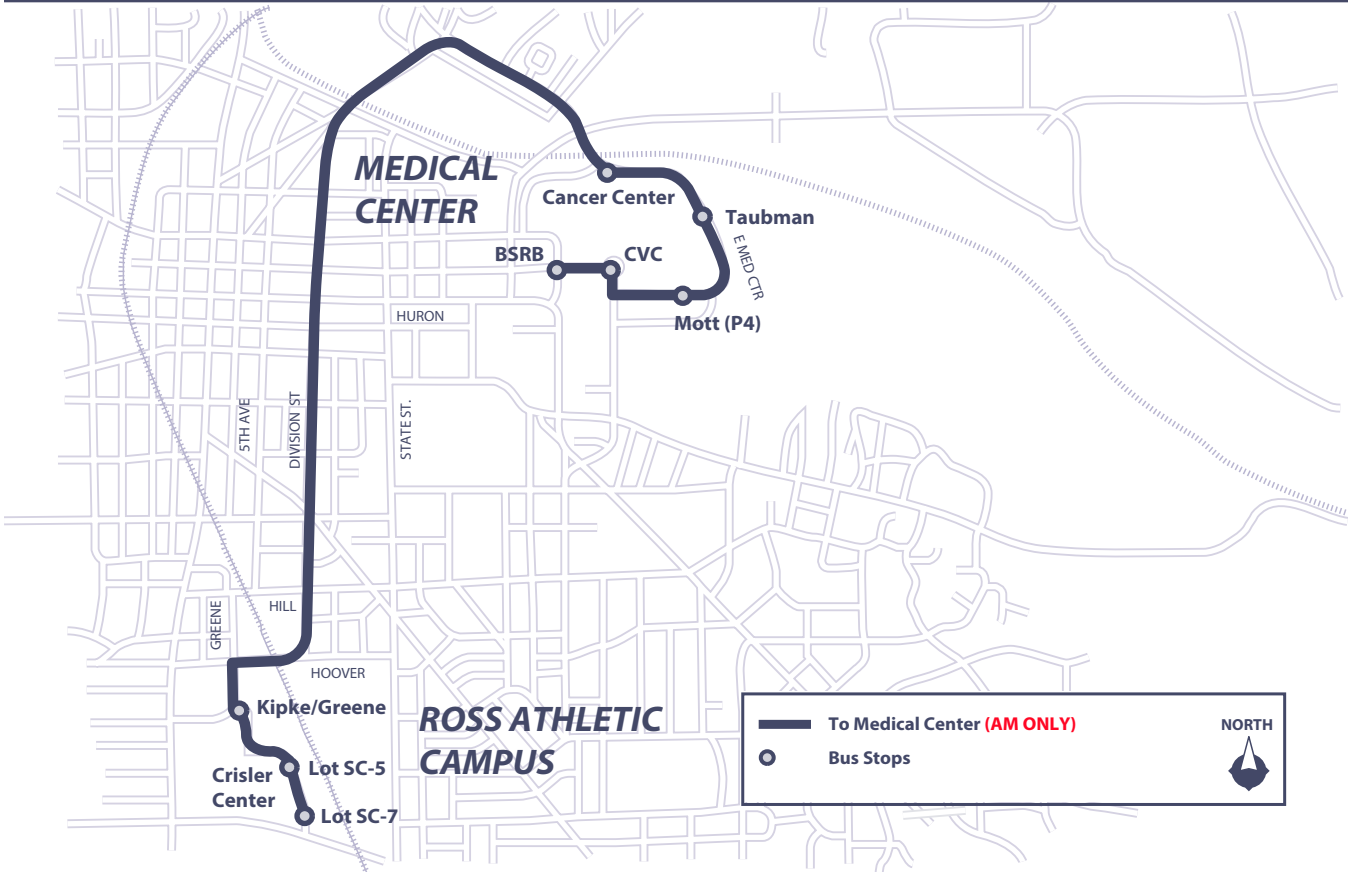 MEDICAL
CENTER
Cancer Center
Taubman
BSRB
CVC
E MED CTR
Mott (P4)
HURON
5TH AVE
DIVISION ST
STATE ST.
GREENE
HILL
HOOVER
Kipke/Greene
ROSS ATHLETIC
CAMPUS
Crisler
Center
Lot SC-5
Lot SC-7
To Medical Center (AM ONLY)
Bus Stops
NORTH